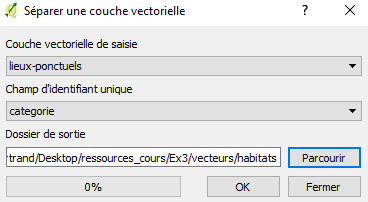 Séparer une couche vectorielle
Couche vectorielle de saisie
lieux-ponctuels
Champ d'identifiant unique
categorie
Dossier de sortie
rtrand/Desktop/ressources_cours/Ex3/vecteurs/habitats
Parcourir
0%
OK
Fermer